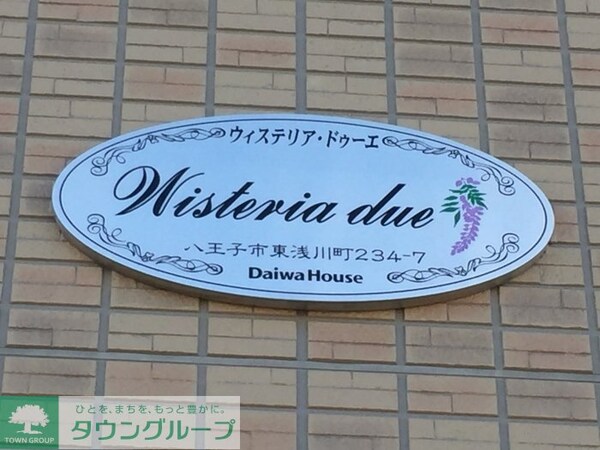 ウィステリア・ドゥーエ
Wisteria due
八王子市東浅川町234-7
DaiwaHouse
ひとを、まちを、もっと豊かに。
タウングループ
TOWN GROUP